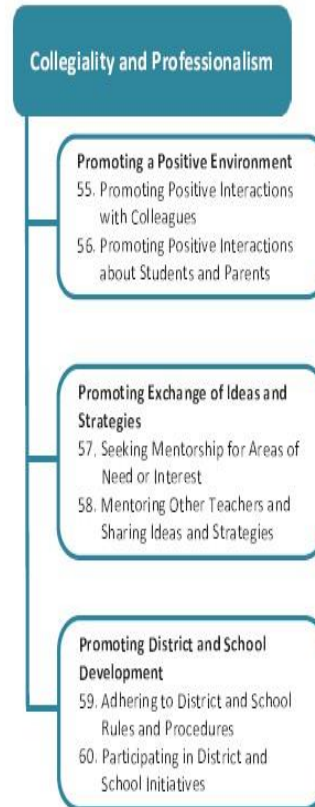 Collegiality and Professionalism
Promoting a Positive Environment
55. Promoting Positive Interactions
with Colleagues
56. Promoting Positive Interactions
about Students and Parents
Promoting Exchange of Ideas and
Strategies
57. Seeking Mentorship for Areas of
Need or Interest
58. Mentoring Other Teachers and
Sharing Ideas and Strategies
Promoting District and School
Development
59. Adhering to District and School
Rules and Procedures
60. Participating in District and
School Initiatives